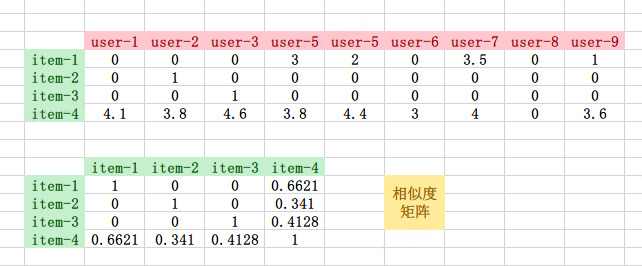 user-1 user-2 user-3 user-5 user-5 user-6 user-7 user-8 user-9
item-1 0 0 0 3 2 0 3.5 0 1
item-2 0 1 0 0 0 0 0 0 0
item-3 0 0 1 0 0 0 0 0 0
item-4 4.1 3.8 4.6 3.8 4.4 3 4 0 3.6
item-1 item-2 item-3 item-4
item-1 1 0 0 0.6621
item-2 0 1 0 0.341
item-3 0 0 1 0.4128
item-4 0.6621 0.341 0.4128 1
相似度
矩阵